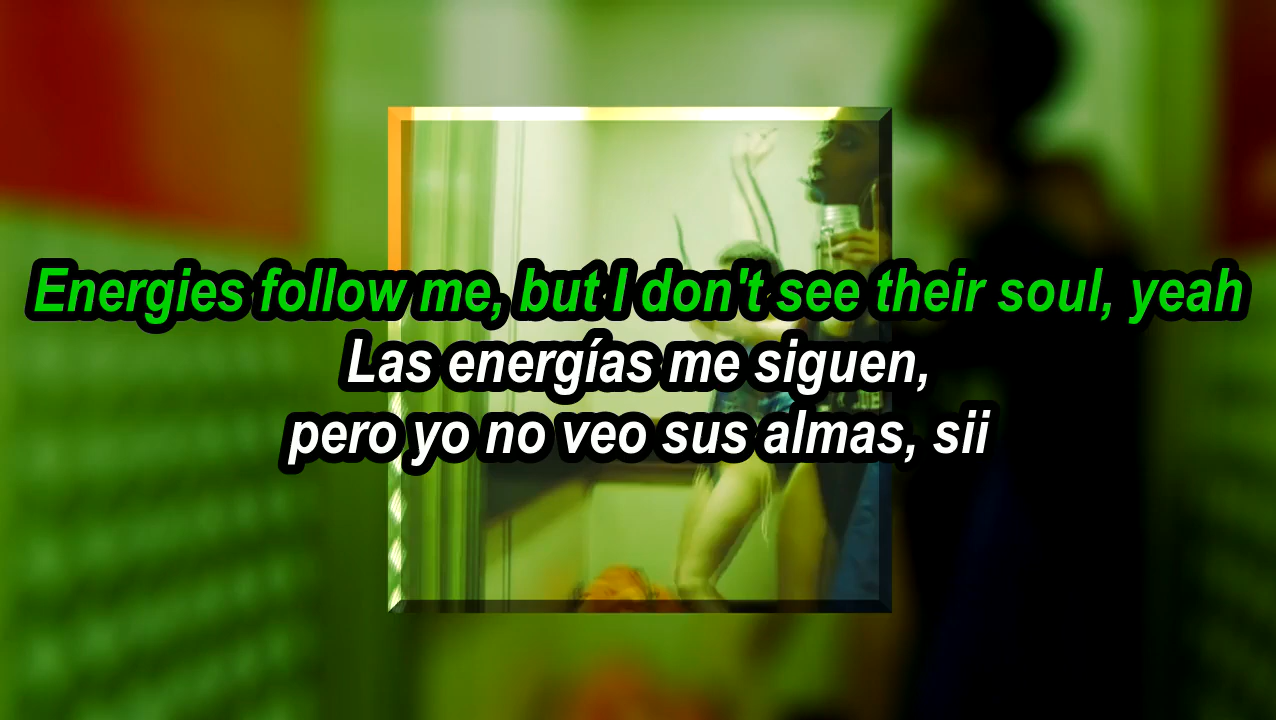 Energies follow me, but I don't see their soul, yeah
Las energías me siguen,
pero yo no veo sus almas, sii